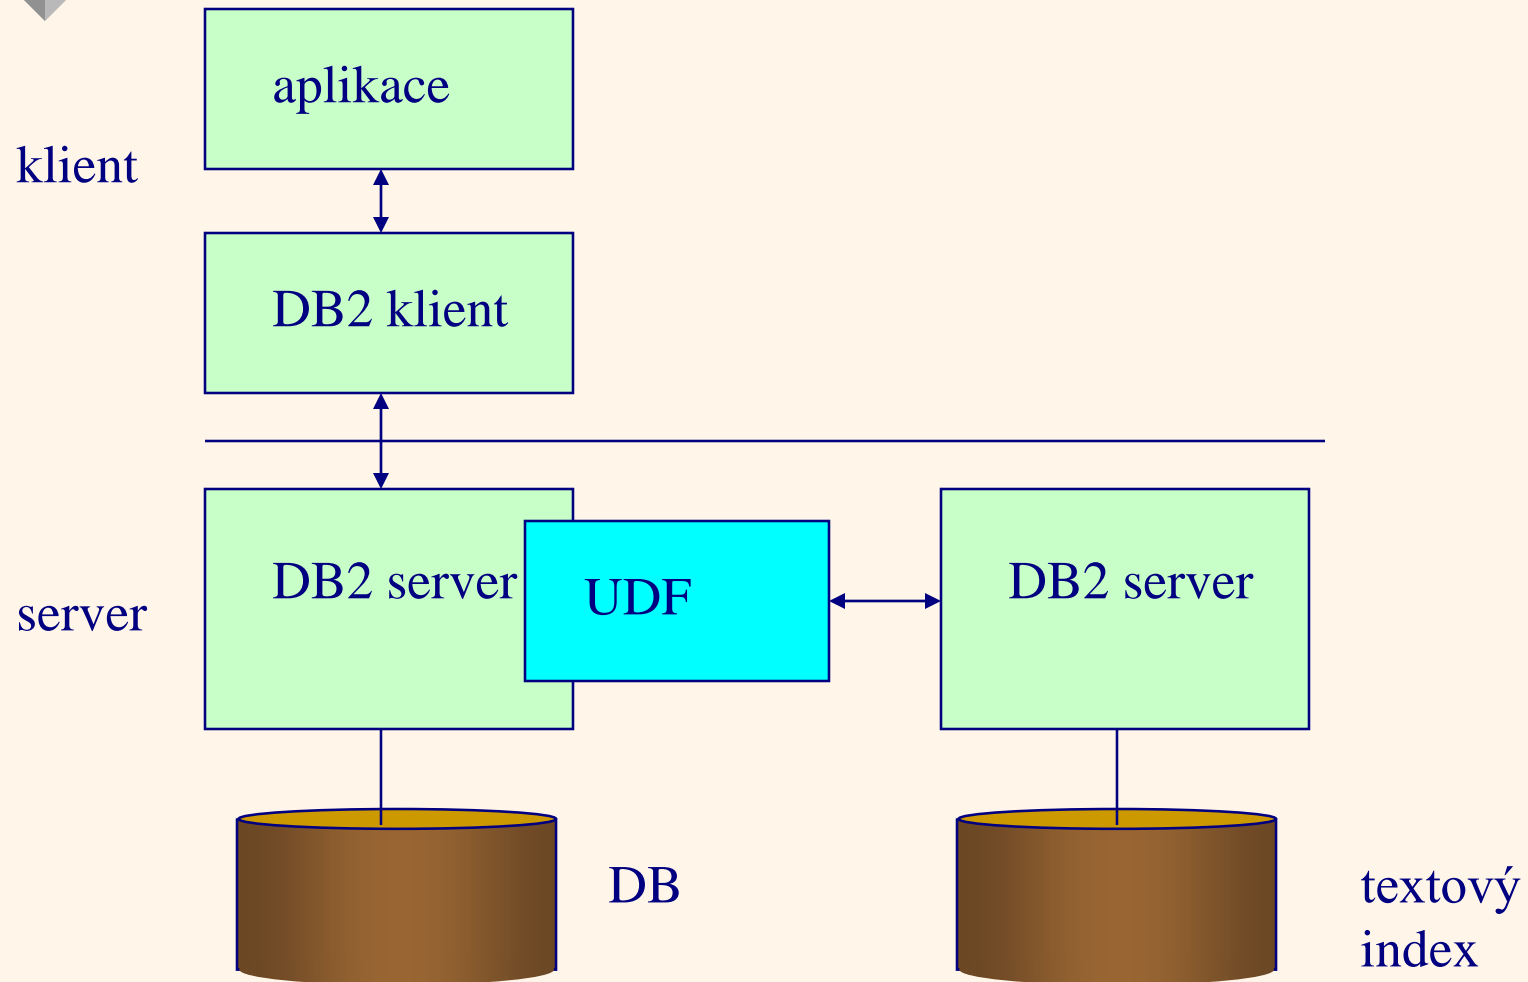 aplikace
klient
DB2 klient
DB2 server
UDF
DB2 server
server
DB
textový
index